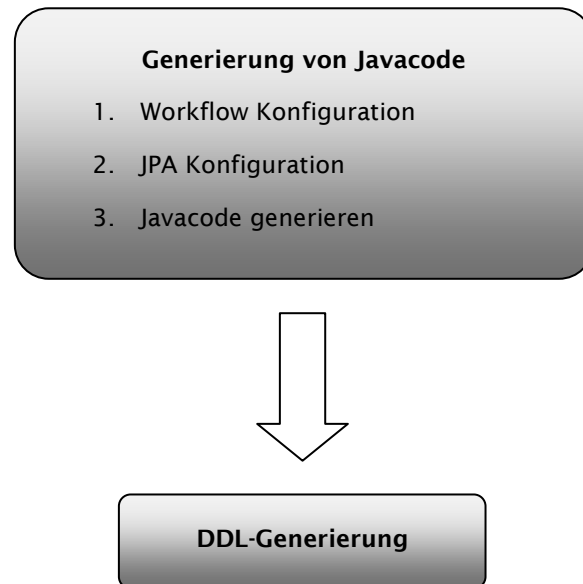 Generierung von Javacode
1. Workflow Konfiguration
2. JPA Konfiguration
3. Javacode generieren
DDL-Generierung